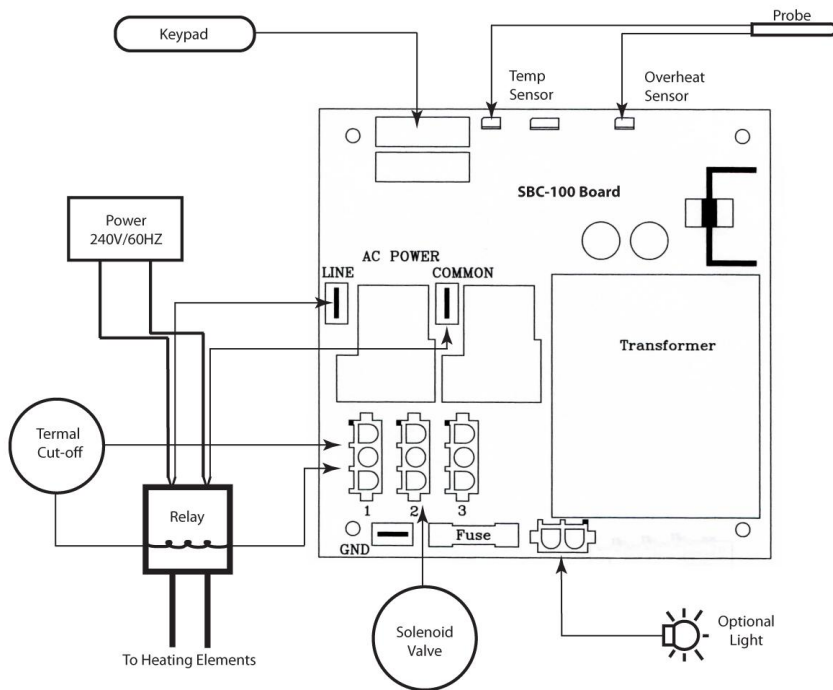 Probe
Keypad
Temp
Sensor
Overheat
Sensor
SBC-100 Board
Power
240V/60HZ
AC POWER
LINE
COMMON
Transformer
Termal
Cut-off
Relay
1
2
3
GND
Fuse
Solenoid
Valve
Optional
Light
To Heating Elements